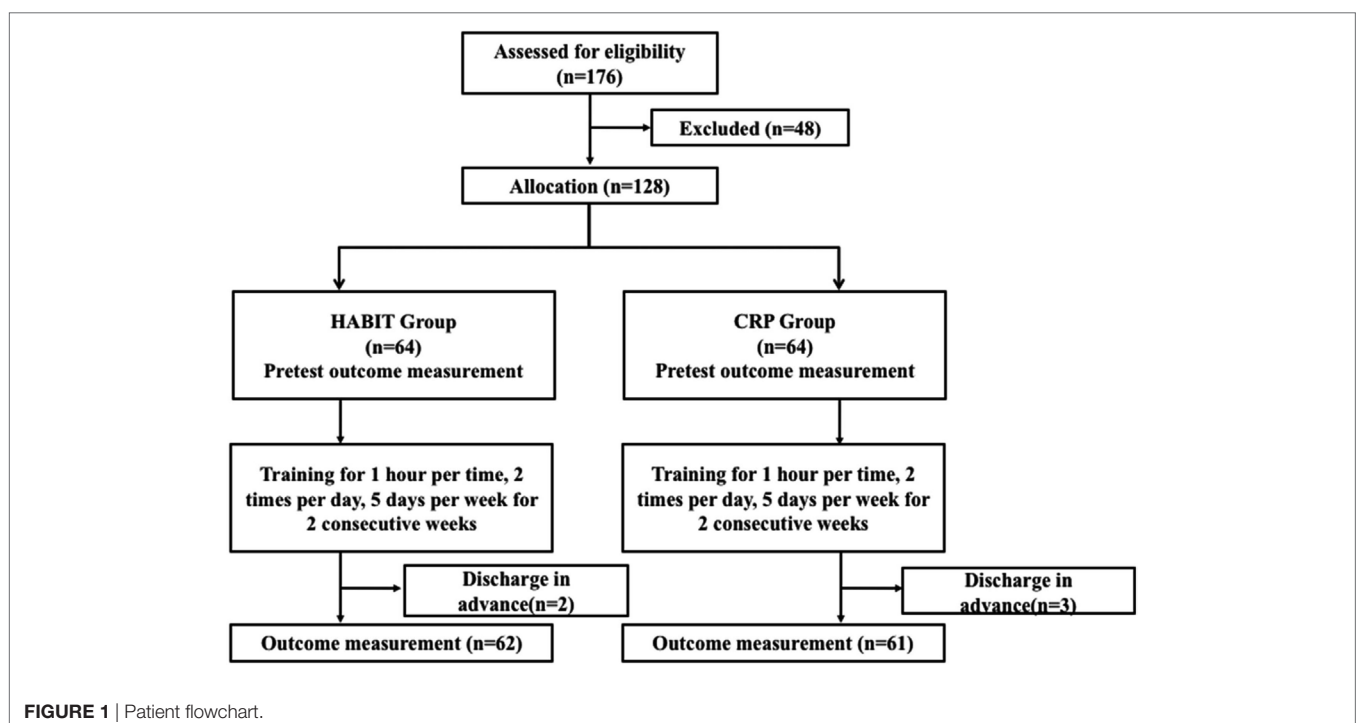 Assessed for eligibility
(n=176)
Excluded (n=48)
Allocation (n=128)
HABIT Group
(n=64)
Pretest outcome measurement
CRP Group
(n=64)
Pretest outcome measurement
Training for 1 hour per time, 2
times per day, 5 days per week for
2 consecutive weeks
Training for 1 hour per time, 2
times per day, 5 days per week for
2 consecutive weeks
Discharge in
advance(n=2)
Discharge in
advance(n=3)
Outcome measurement (n=62)
Outcome measurement (n=61)
FIGURE 1 | Patient flowchart.